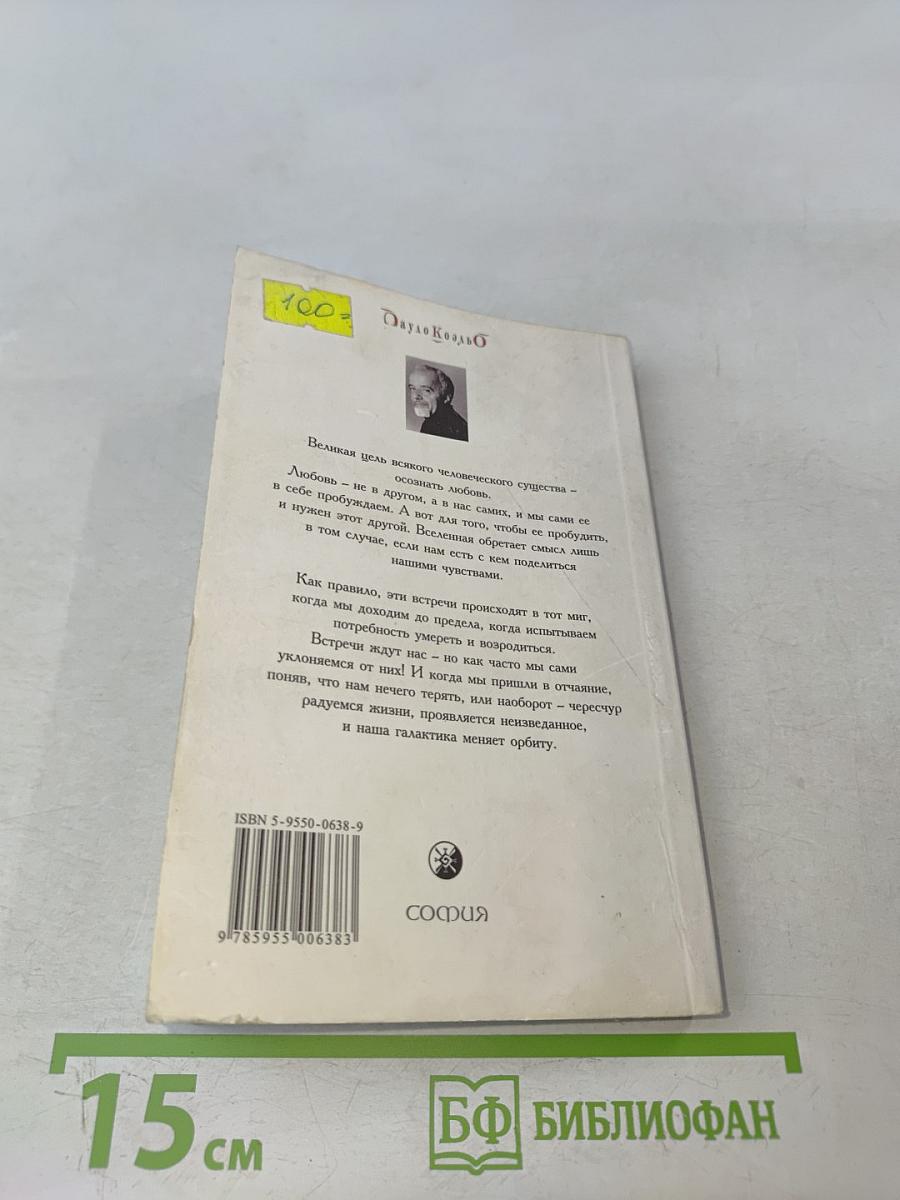 100=
Пауло Коэльо
Великая цель всякого человеческого существа –
осознать любовь.
Любовь – не в другом, а в нас самих, и мы сами ее
в себе пробуждаем. А вот для того, чтобы ее пробудить,
и нужен этот другой. Вселенная обретает смысл лишь
в том случае, если нам есть с кем поделиться
нашими чувствами.
Как правило, эти встречи происходят в тот миг,
когда мы доходим до предела, когда испытываем
потребность умереть и возродиться.
Встречи ждут нас – но как часто мы сами
уклоняемся от них! И когда мы пришли в отчаяние,
поняв, что нам нечего терять, или наоборот – чересчур
радуемся жизни, проявляется неизведанное,
и наша галактика меняет орбиту.
ISBN 5-9550-0638-9
9 785955 006383
СОФИЯ
15 см
БФ БИБЛИОФАН